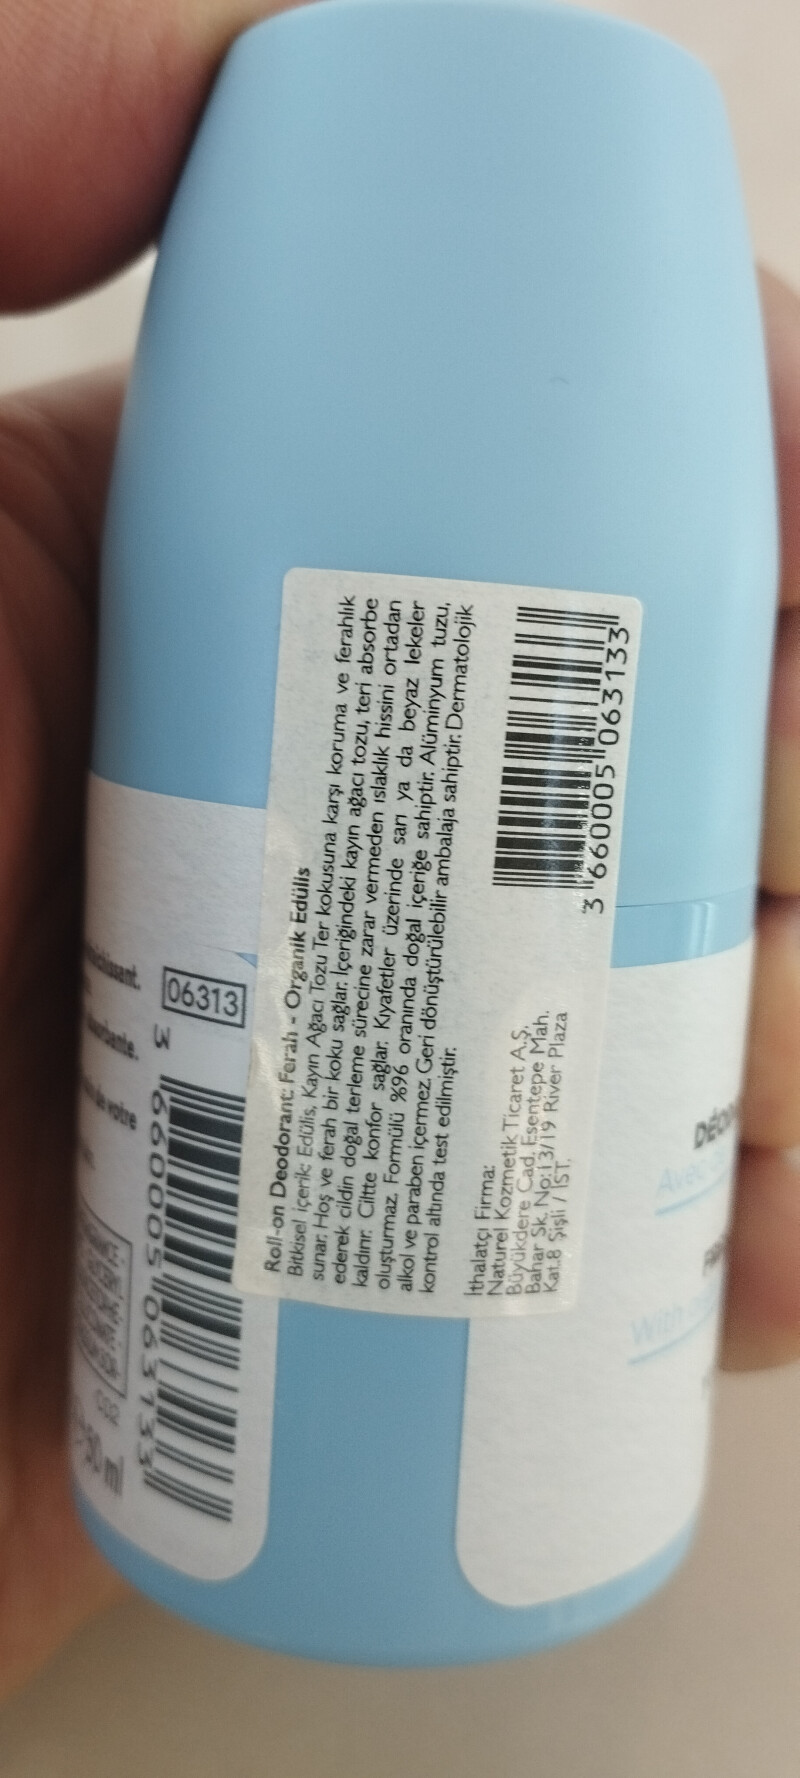 Roll-on Deodorant: Ferah - Organik Edülis
Bitkisel içerik: Edülis, Kayın Ağacı Tozu Ter kokusuna karşı koruma ve ferahlık
sunar. Hoş ve ferah bir koku sağlar. İçeriğindeki kayın ağacı tozu, teri absorbe
ederek cildin doğal terleme sürecine zarar vermeden ıslaklık hissini ortadan
kaldırır. Ciltte konfor sağlar. Kıyafetler üzerinde sarı ya da beyaz lekeler
oluşturmaz. Formülü %96 oranında doğal içeriğe sahiptir. Alüminyum tuzu,
alkol ve paraben içermez. Geri dönüştürülebilir ambalaja sahiptir. Dermatolojik
kontrol altında test edilmiştir.
İthalatçı Firma:
Naturel Kozmetik Ticaret A.Ş.
Büyükdere Cad. Esentepe Mah.
Bahar Sk. No:13/19 River Plaza
Kat.8 Şişli / İST.
3 660005 063133
06313
3 660005 063133
50 ml
DÉO
Avec
With